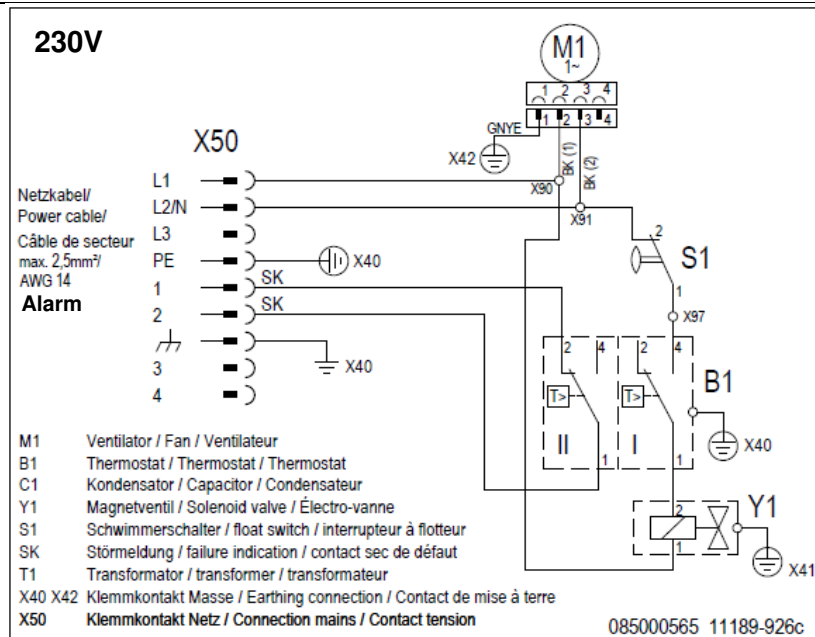 230V
M1
1~
1 2 3 4
1 2 3 4
GNYE
X42
BK (1)
BK (2)
X90
X91
X50
Netzkabel/
Power cable/
Câble de secteur
max. 2,5mm²/
AWG 14
Alarm
L1
L2/N
L3
PE
X40
1
SK
2
SK
X40
3
4
2
S1
1
X97
2 4 2 4
T>
T>
B1
II
I
1
1
X40
2
Y1
1
X41
M1 Ventilator / Fan / Ventilateur
B1 Thermostat / Thermostat / Thermostat
C1 Kondensator / Capacitor / Condensateur
Y1 Magnetventil / Solenoid valve / Électro-vanne
S1 Schwimmerschalter / float switch / interrupteur à flotteur
SK Störmeldung / failure indication / contact sec de défaut
T1 Transformator / transformer / transformateur
X40 X42 Klemmkontakt Masse / Earthing connection / Contact de mise à terre
X50 Klemmkontakt Netz / Connection mains / Contact tension
085000565 11189-926c